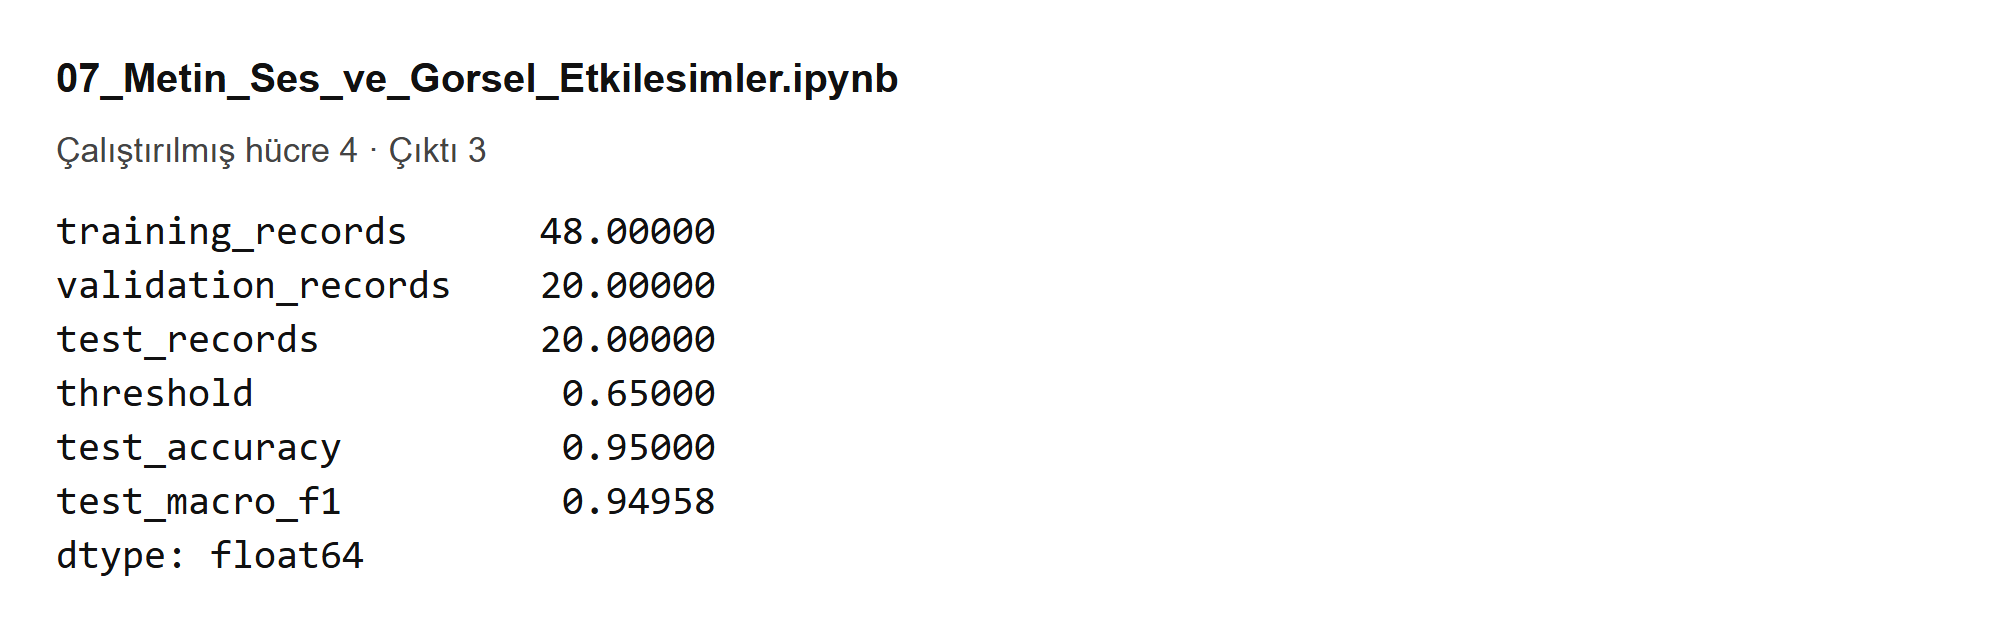 07_Metin_Ses_ve_Gorsel_Etkilesimler.ipynb
Çalıştırılmış hücre 4 · Çıktı 3
training_records 48.00000
validation_records 20.00000
test_records 20.00000
threshold 0.65000
test_accuracy 0.95000
test_macro_f1 0.94958
dtype: float64